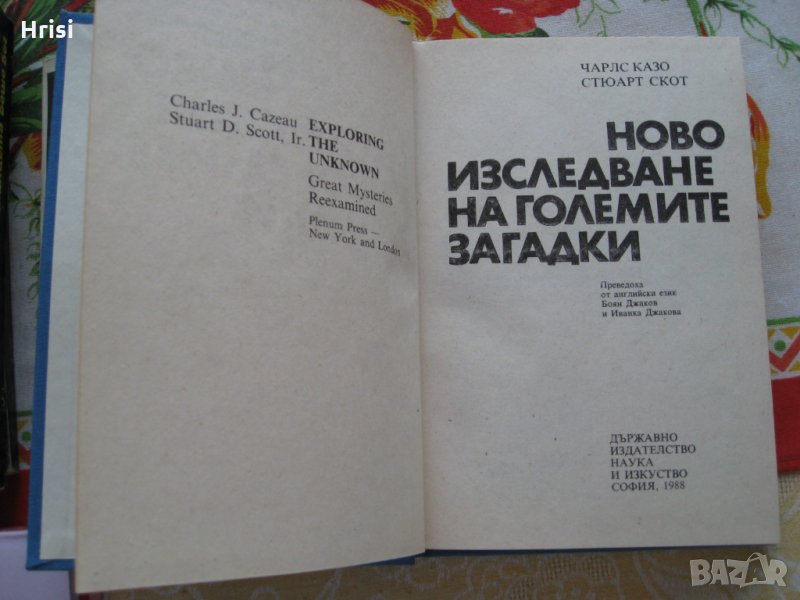 Hrisi
Charles J. Cazeau
Stuart D. Scott, Jr.
EXPLORING
THE
UNKNOWN
Great Mysteries
Reexamined
Plenum Press —
New York and London
ЧАРЛС КАЗО
СТЮАРТ СКОТ
НОВО
ИЗСЛЕДВАНЕ
НА ГОЛЕМИТЕ
ЗАГАДКИ
Преведоха
от английски език
Боян Джаков
и Иванка Джакова
ДЪРЖАВНО
ИЗДАТЕЛСТВО
НАУКА
И ИЗКУСТВО
СОФИЯ, 1988
BAZAR